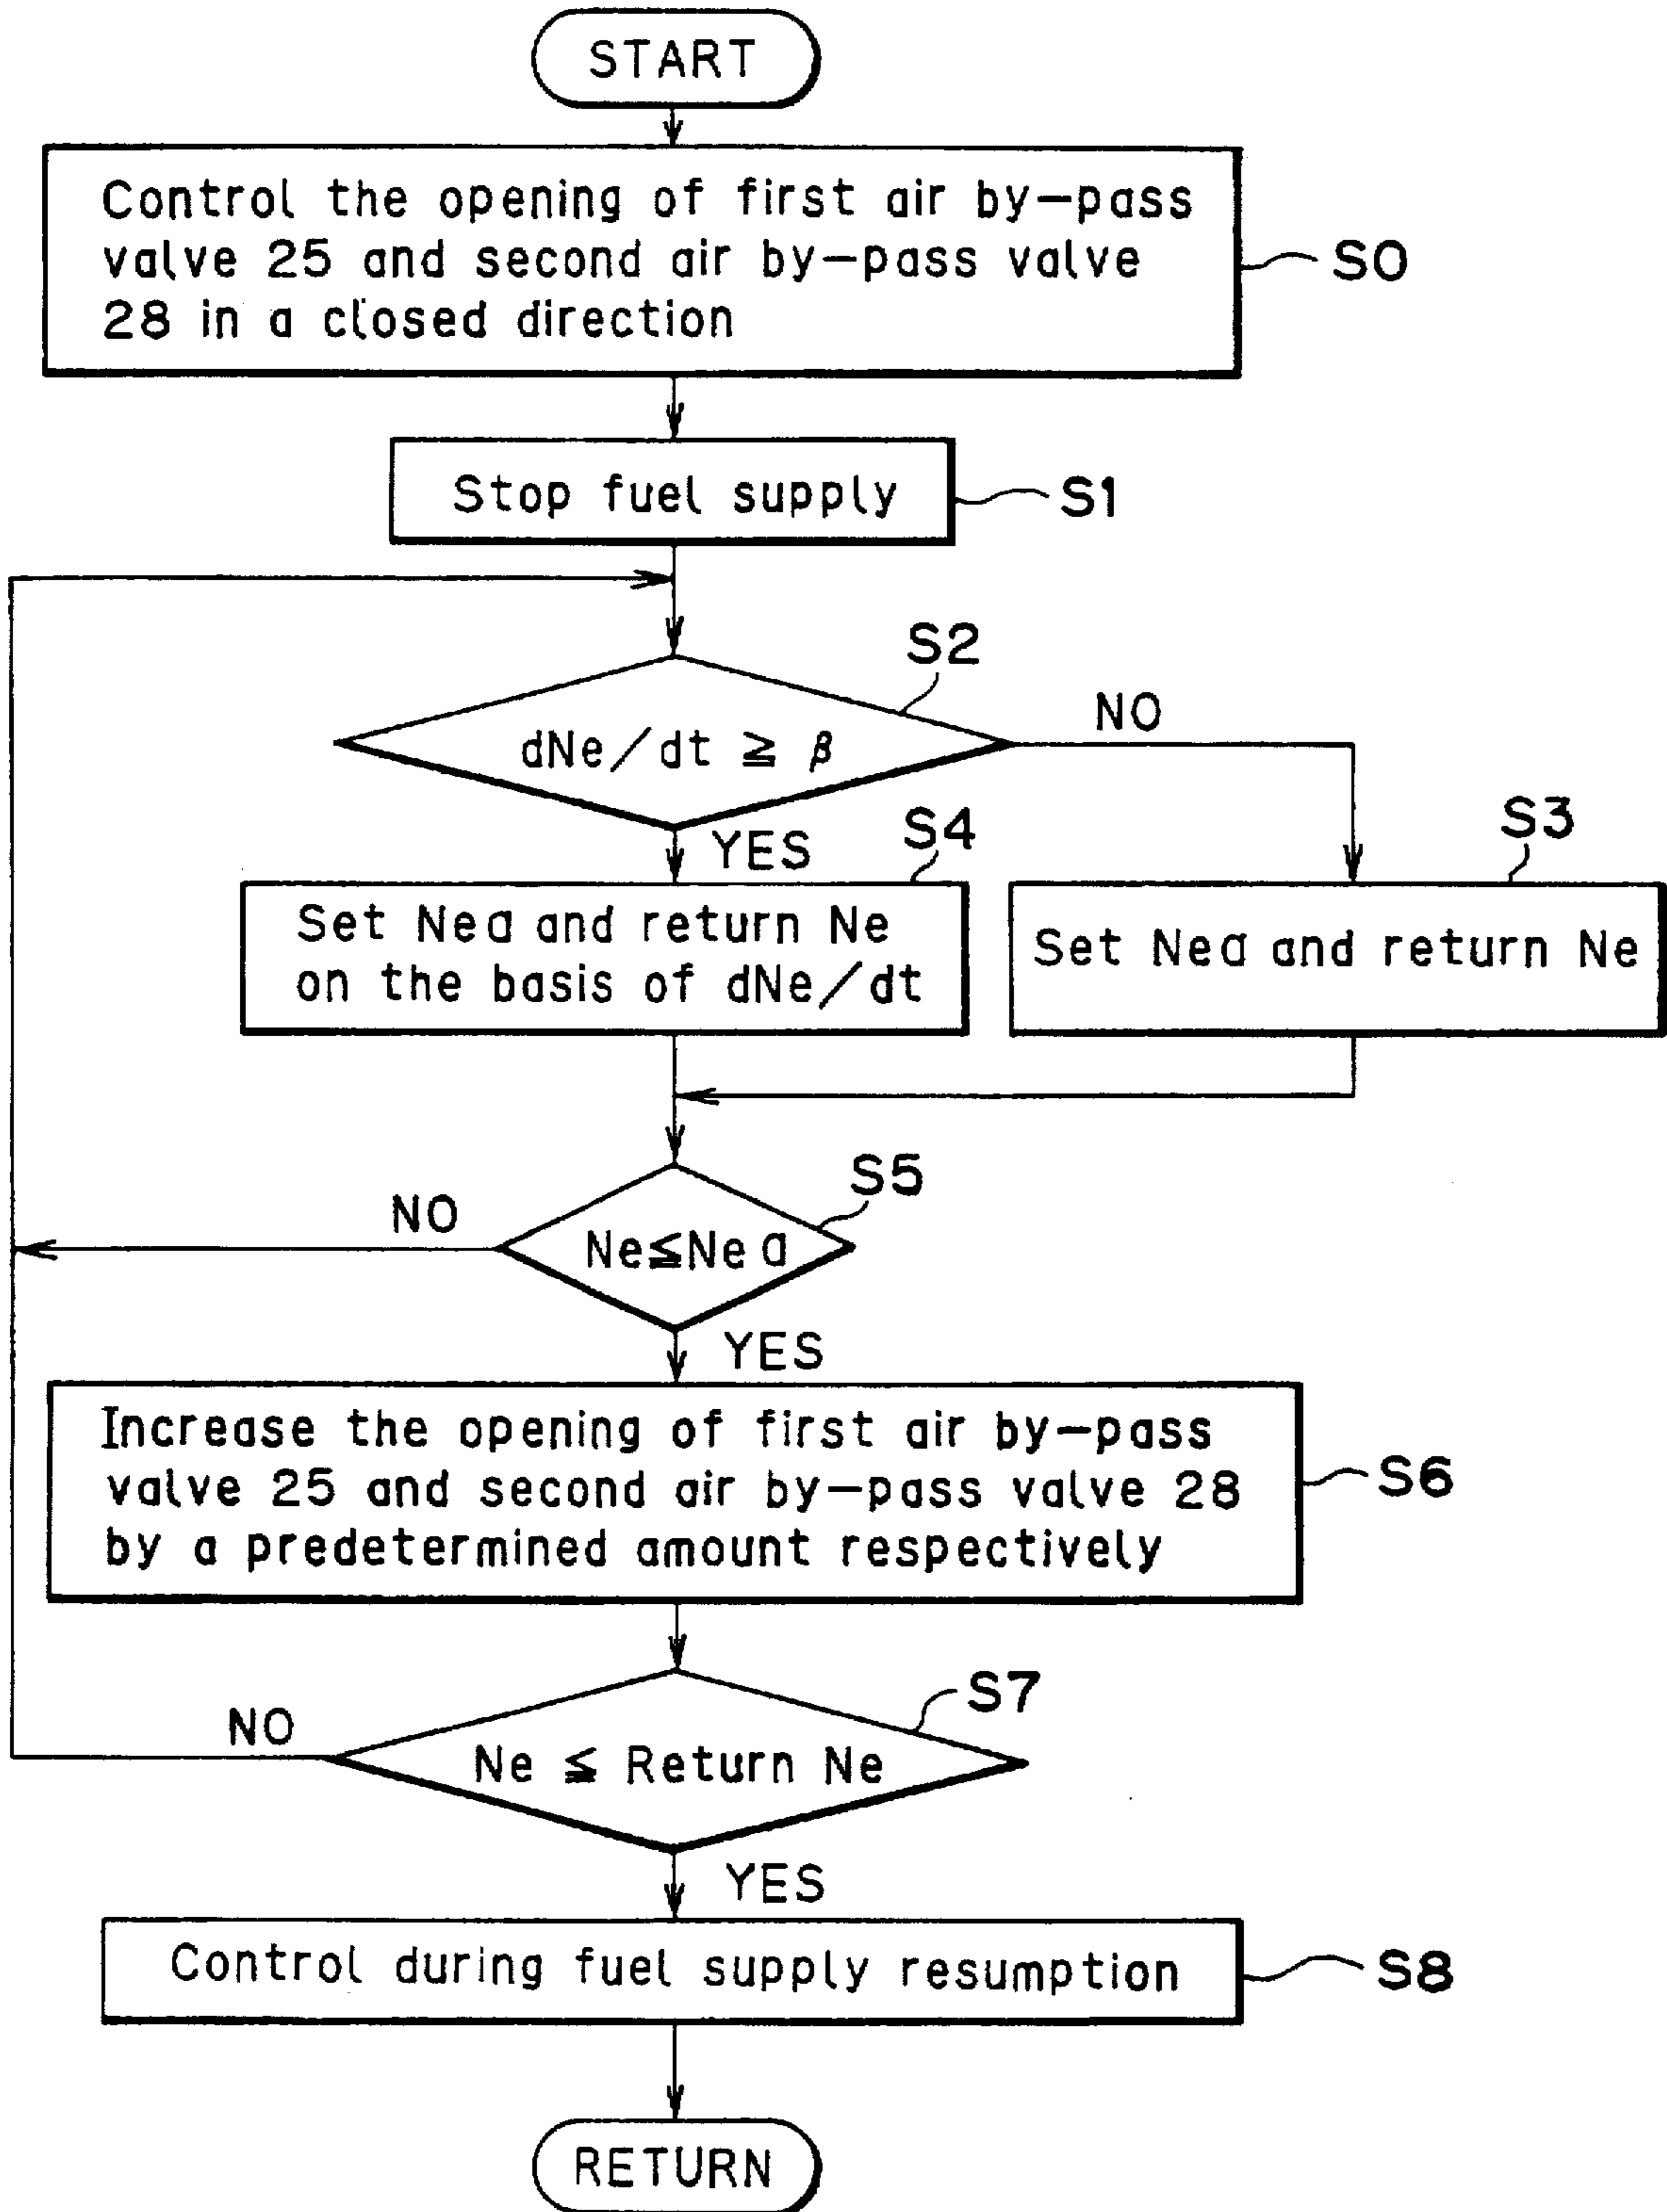 START
Control the opening of first air by-pass
valve 25 and second air by-pass valve
28 in a closed direction
S0
Stop fuel supply
S1
S2
dNe/dt ≧ β
NO
YES
S4
Set Nea and return Ne
on the basis of dNe/dt
S3
Set Nea and return Ne
S5
NO
Ne≦Nea
YES
Increase the opening of first air by-pass
valve 25 and second air by-pass valve 28
by a predetermined amount respectively
S6
S7
NO
Ne ≦ Return Ne
YES
Control during fuel supply resumption
S8
RETURN